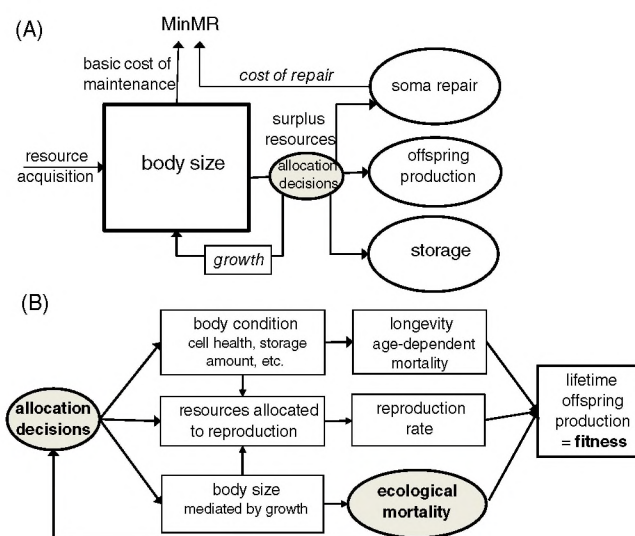 (A)
MinMR
basic cost of
maintenance
cost of repair
soma repair
surplus
resources
resource
acquisition
body size
allocation
decisions
offspring
production
growth
storage
(B)
body condition
cell health, storage
amount, etc.
longevity
age-dependent
mortality
allocation
decisions
resources allocated
to reproduction
reproduction
rate
lifetime
offspring
production
= fitness
body size
mediated by growth
ecological
mortality